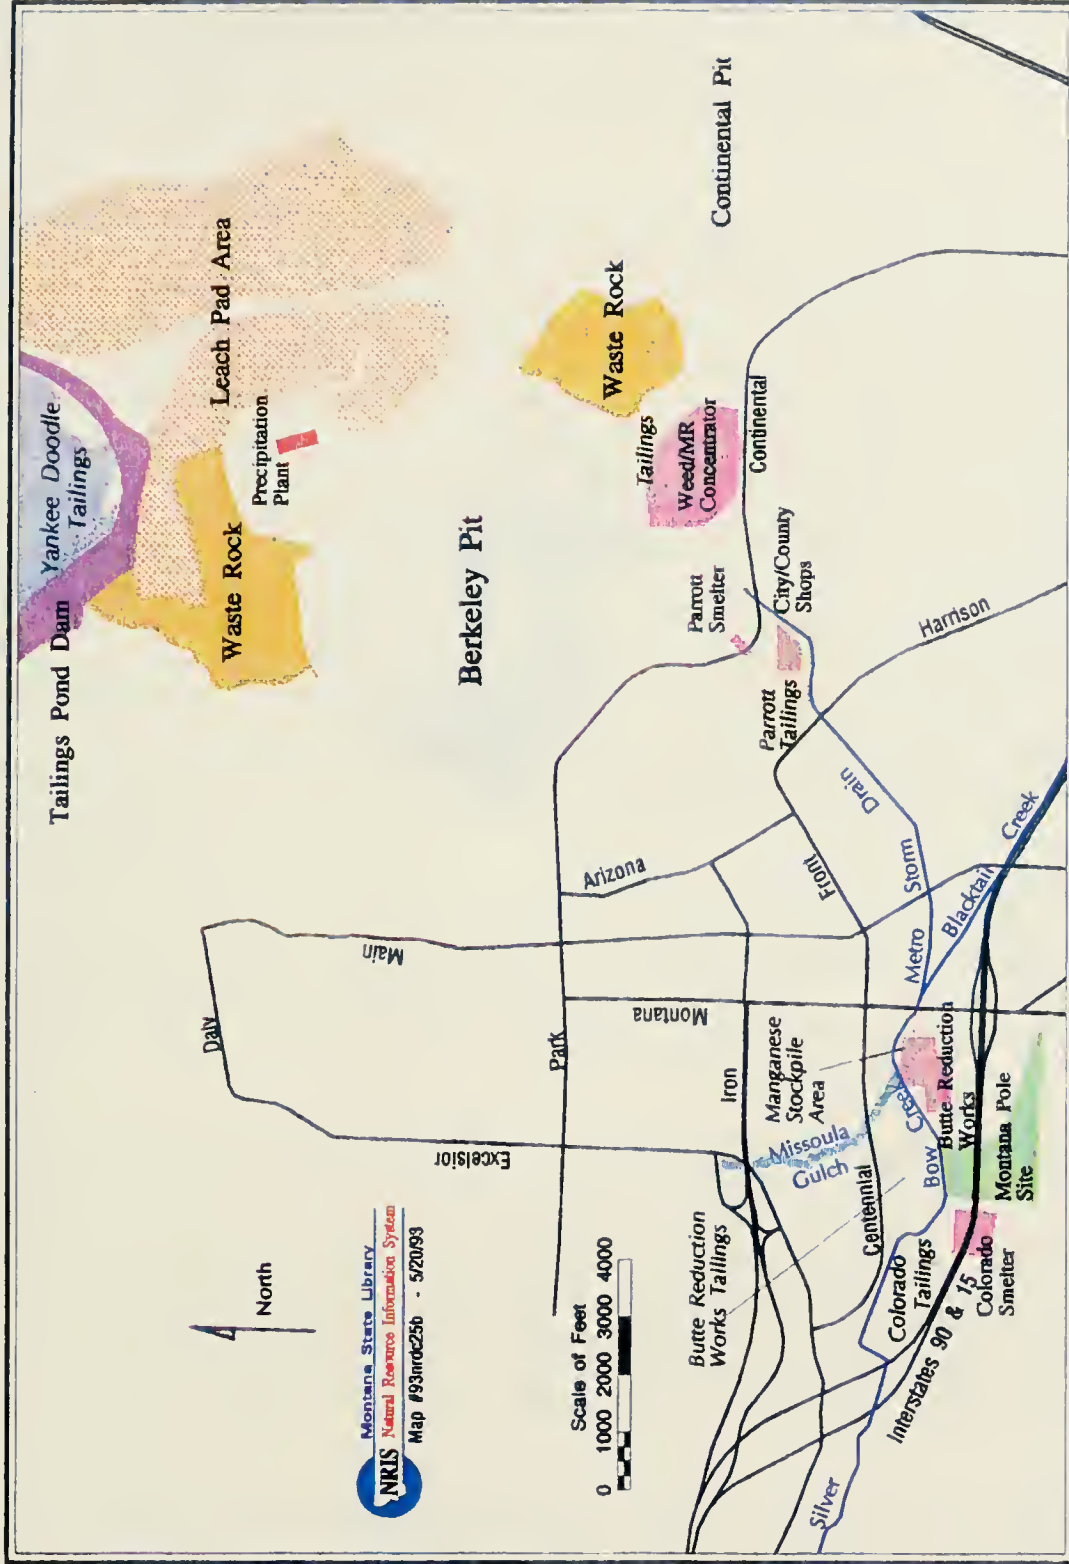 Tailings Pond Dam
Yankee Doodle
Tailings
Leach Pad Area
Waste Rock
Precipitation
Plant
Berkeley Pit
Waste Rock
Continental Pit
Tailings
Weed/MR
Concentrator
Continental
Parrott
Smelter
City/County
Shops
Parrott
Tailings
Harrison
Daly
Main
Excelsior
Park
Arizona
Montana
Iron
Front
Metro Storm Drain
Blacktail Creek
Manganese
Stockpile
Area
Missoula
Gulch
Centennial
Butte Reduction
Works
Butte Reduction
Works Tailings
Silver Bow Creek
Montana Pole
Site
Colorado
Tailings
Colorado
Smelter
Interstates 90 & 15
North
Montana State Library
NRIS Natural Resource Information System
Map #93nrdc25b - 5/20/93
Scale of Feet
0 1000 2000 3000 4000